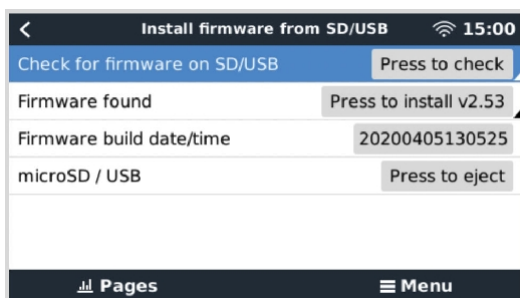 Install firmware from SD/USB 15:00
Check for firmware on SD/USB Press to check
Firmware found Press to install v2.53
Firmware build date/time 20200405130525
microSD / USB Press to eject
Pages Menu